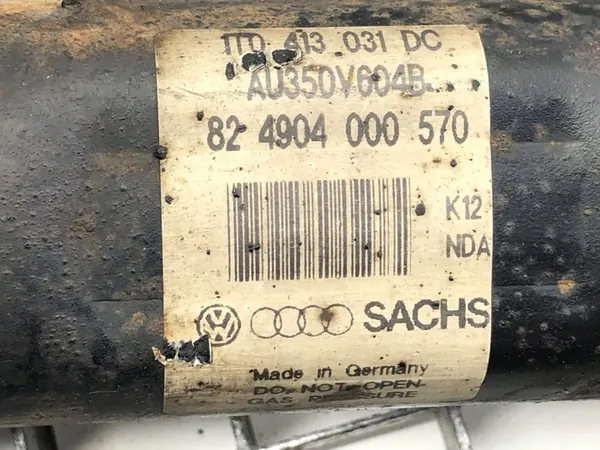 1T0 413 031 DC
AU350V604B
82 4904 000 570
K12
NDA
SACHS
Made in Germany
DO NOT OPEN-
GAS PRESSURE